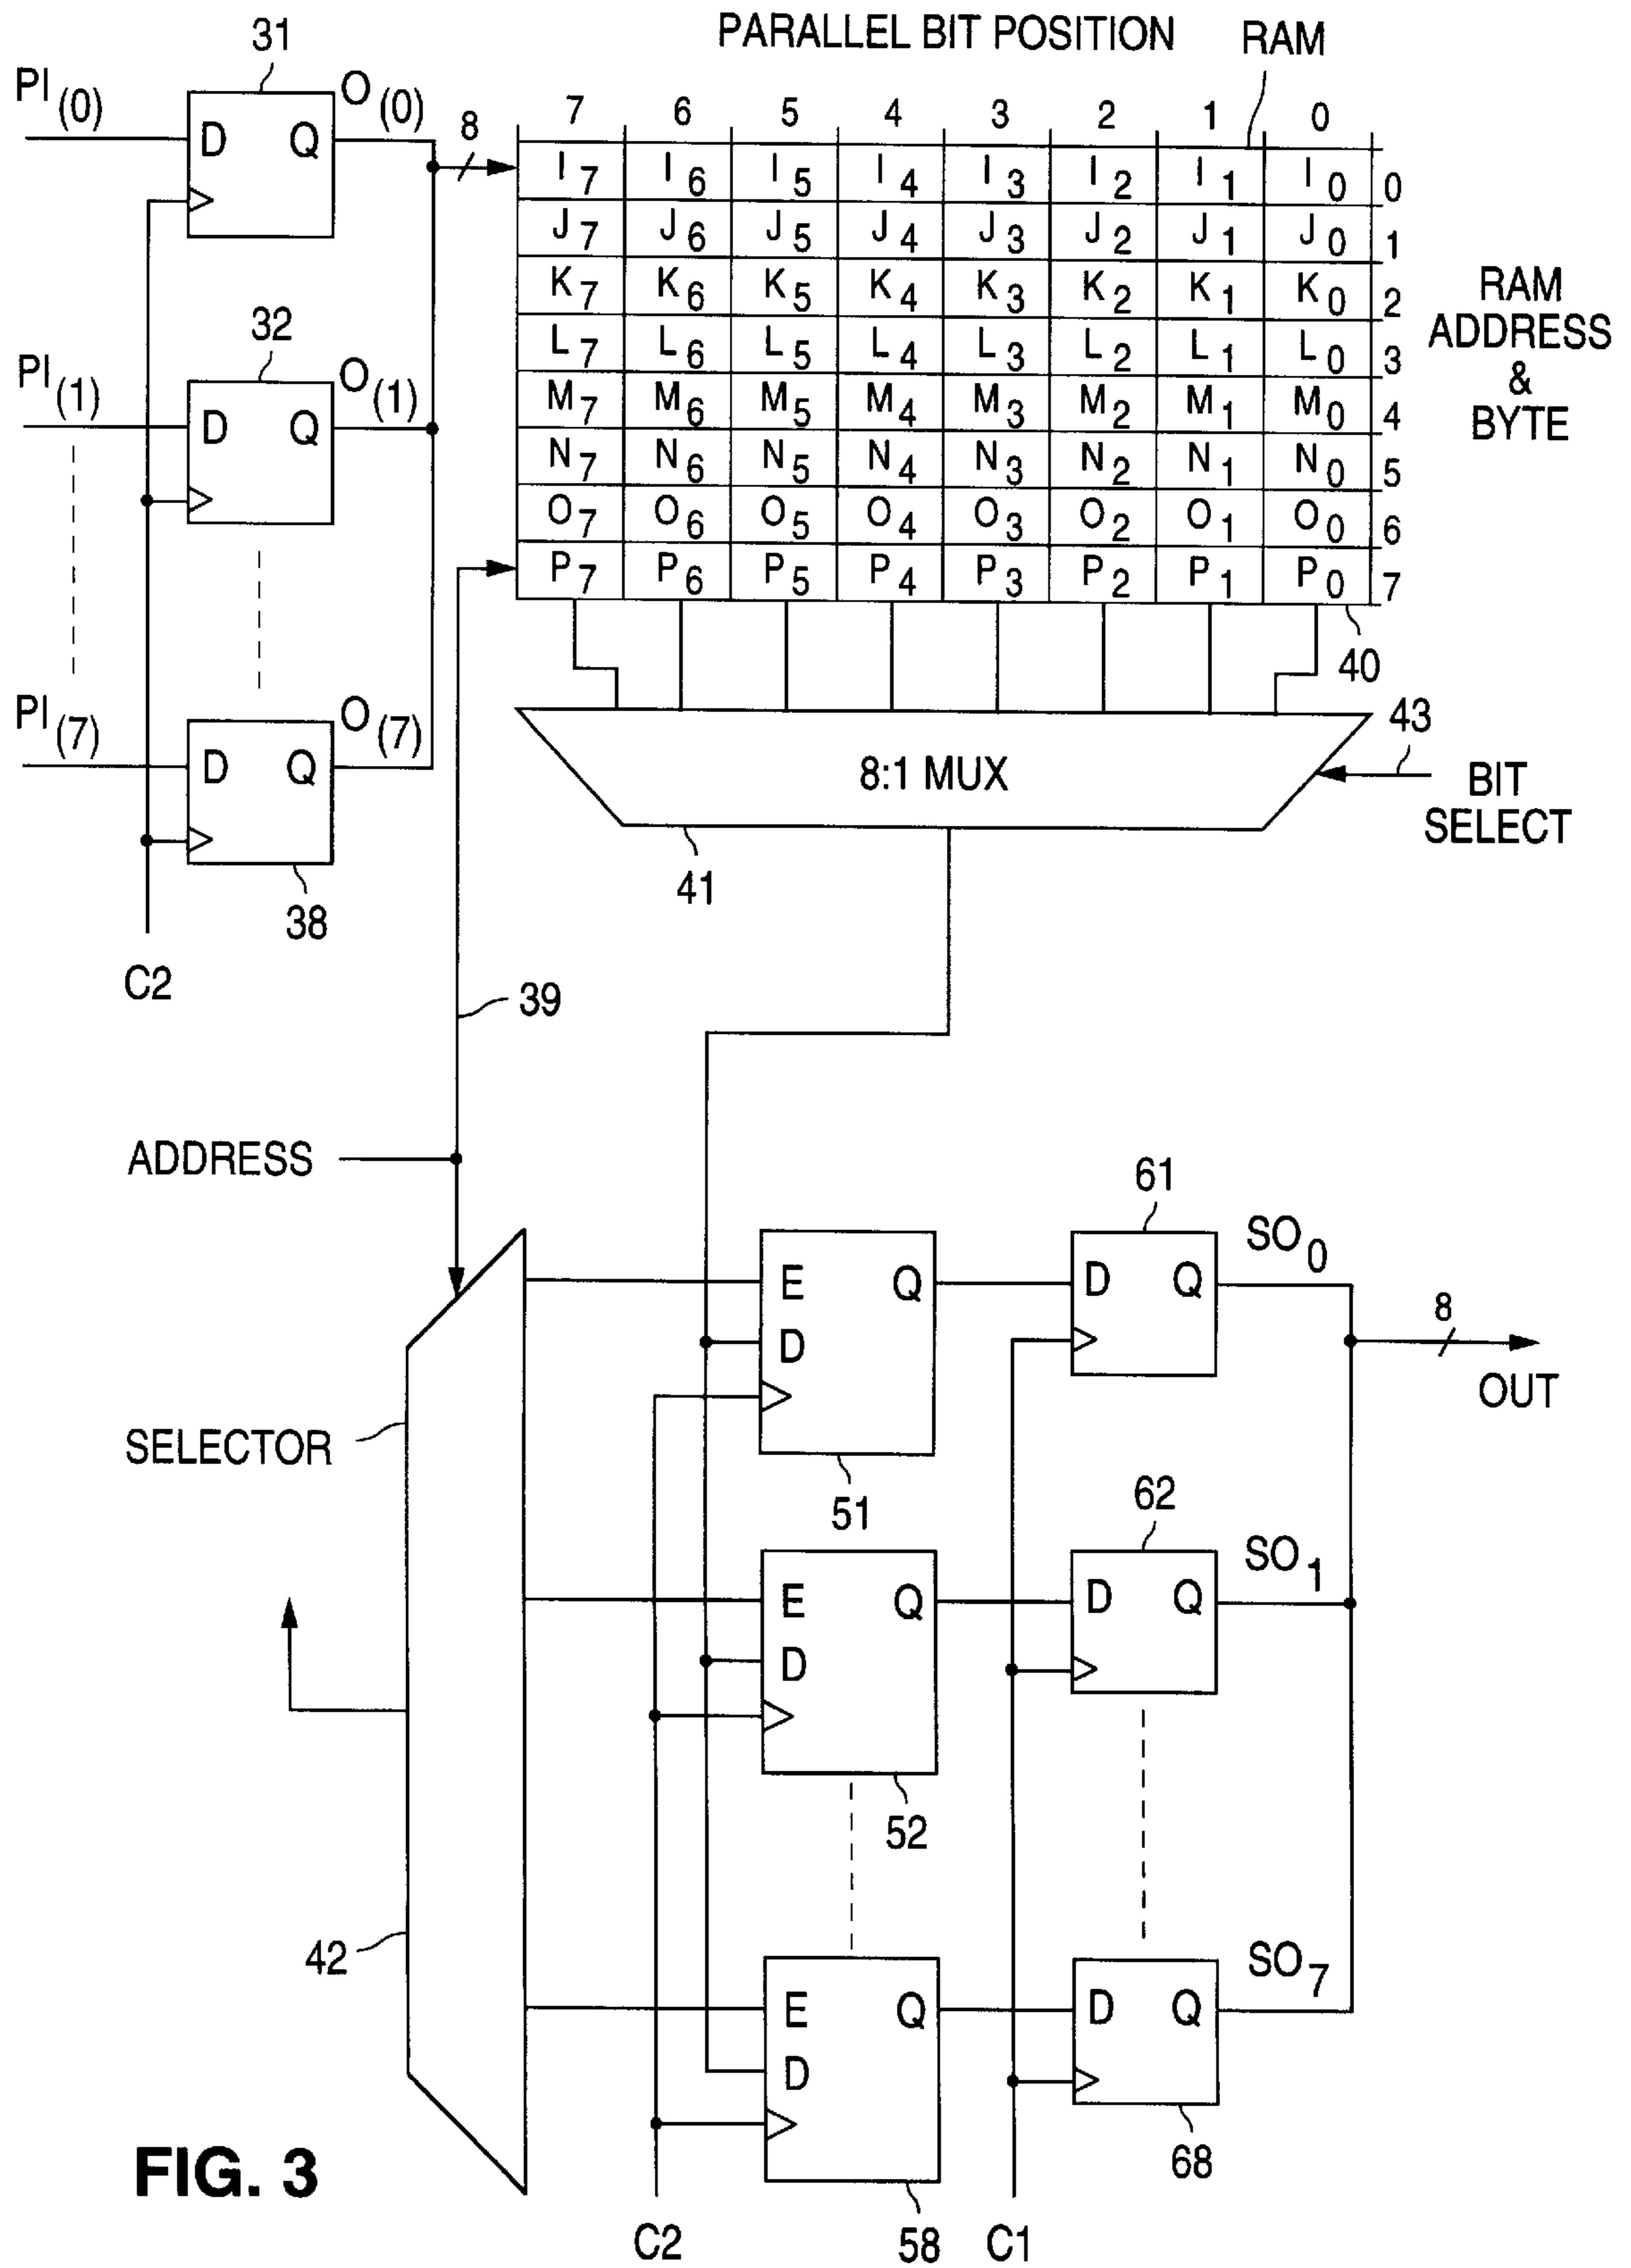 PARALLEL BIT POSITION RAM
31
PI(0) D Q O(0)
8
7 6 5 4 3 2 1 0
I7 I6 I5 I4 I3 I2 I1 I0 0
J7 J6 J5 J4 J3 J2 J1 J0 1
K7 K6 K5 K4 K3 K2 K1 K0 2
L7 L6 L5 L4 L3 L2 L1 L0 3
M7 M6 M5 M4 M3 M2 M1 M0 4
N7 N6 N5 N4 N3 N2 N1 N0 5
O7 O6 O5 O4 O3 O2 O1 O0 6
P7 P6 P5 P4 P3 P2 P1 P0 7
RAM
ADDRESS
&
BYTE
32
PI(1) D Q O(1)
PI(7) D Q O(7)
38
C2
40
8:1 MUX
43
BIT
SELECT
41
39
ADDRESS
SELECTOR
42
E Q
D
51
61
D Q SO0
8
OUT
E Q
D
52
62
D Q SO1
E Q
D
58
D Q SO7
68
C2
C1
FIG. 3